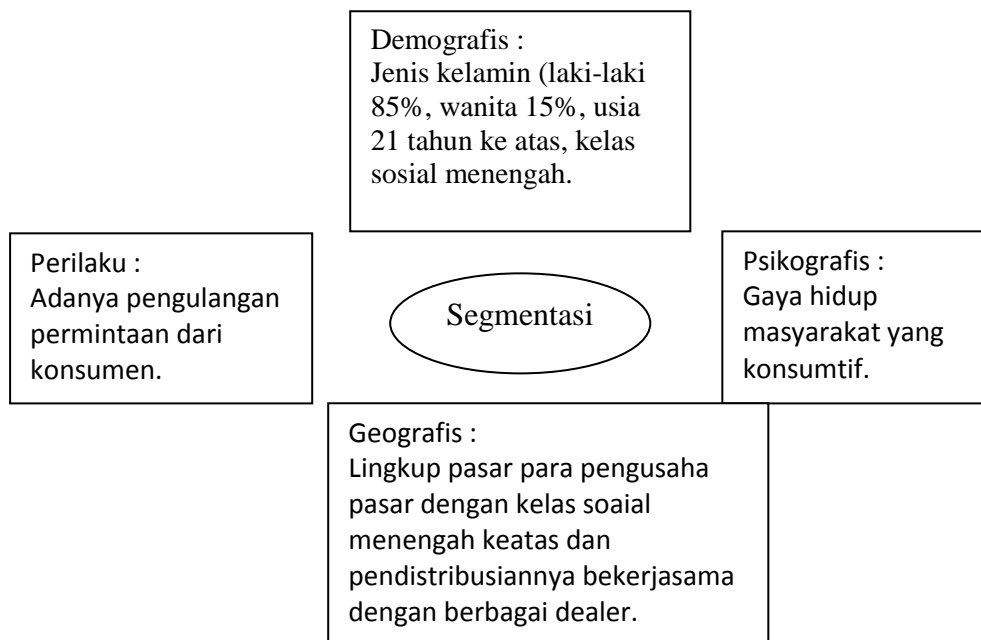 Demografis :
Jenis kelamin (laki-laki
85%, wanita 15%, usia
21 tahun ke atas, kelas
sosial menengah.
Perilaku :
Adanya pengulangan
permintaan dari
konsumen.
Segmentasi
Psikografis :
Gaya hidup
masyarakat yang
konsumtif.
Geografis :
Lingkup pasar para pengusaha
pasar dengan kelas soaial
menengah keatas dan
pendistribusiannya bekerjasama
dengan berbagai dealer.